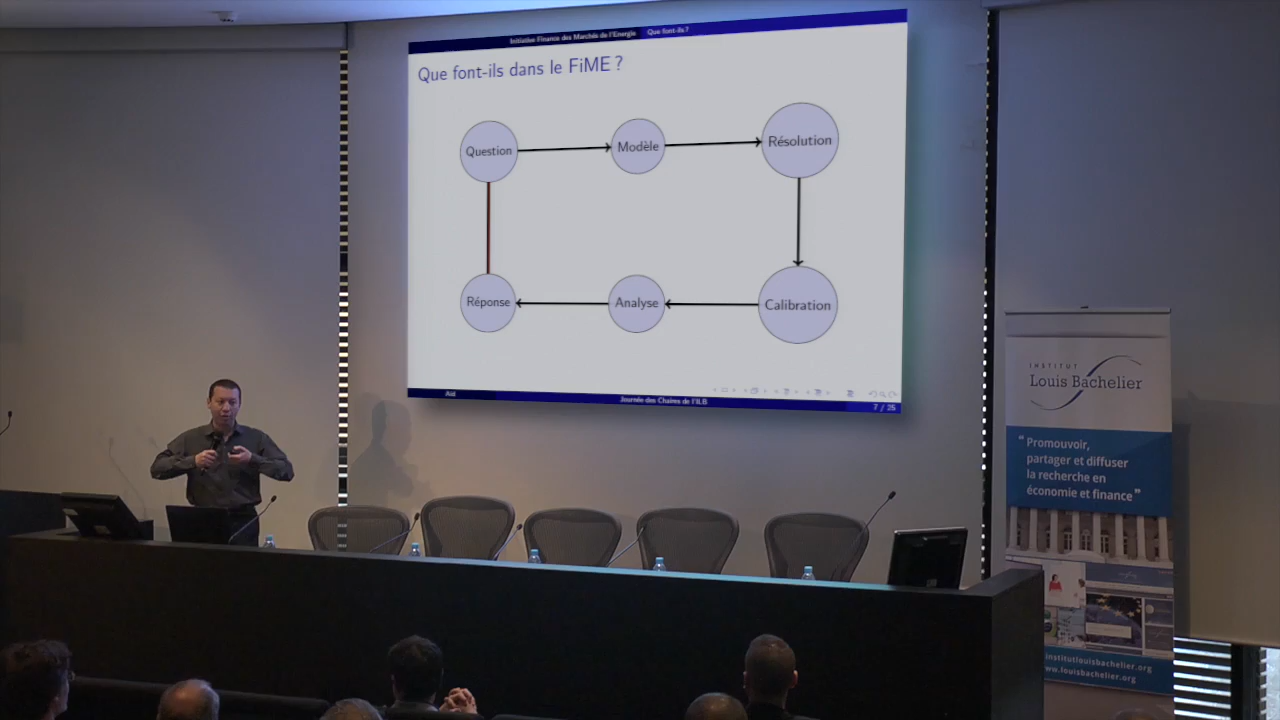 Initiative Finance des Marchés de l'Energie
Que font-ils ?
Que font-ils dans le FiME ?
Question
Modèle
Résolution
Réponse
Analyse
Calibration
Aïd
Journée des Chaires de l'ILB
7 / 25
INSTITUT
Louis Bachelier
“ Promouvoir,
partager et diffuser
la recherche en
économie et finance ”
institutlouisbachelier.org
www.louisbachelier.org